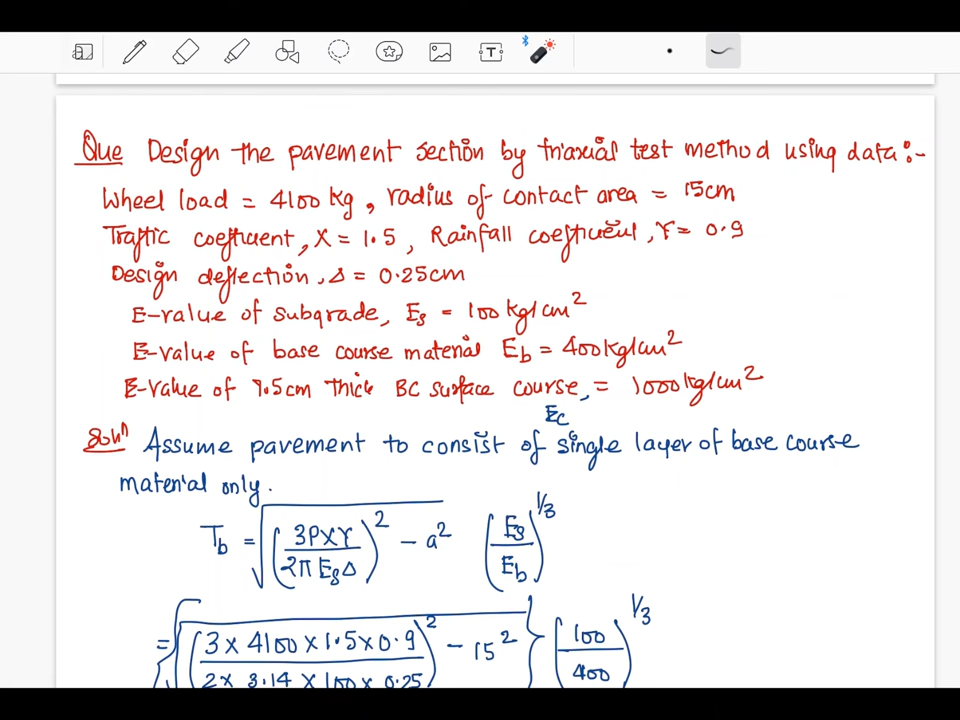 Que Design the pavement section by triaxial test method using data:-
Wheel load = 4100 kg, radius of contact area = 15cm
Traffic coefficient, X = 1.5, Rainfall coefficient, Y = 0.9
Design deflection, Δ = 0.25cm
E-value of subgrade, Es = 100 kg/cm²
E-value of base course material Eb = 400 kg/cm²
E-value of 7.5cm thick BC surface course, = 1000 kg/cm²
Ec
Solⁿ Assume pavement to consist of single layer of base course
material only.
Tb = √((3PXY / 2π Es Δ)² - a²) (Es / Eb)^1/3
= {√((3 x 4100 x 1.5 x 0.9 / 2 x 3.14 x 100 x 0.25)² - 15²)} (100 / 400)^1/3